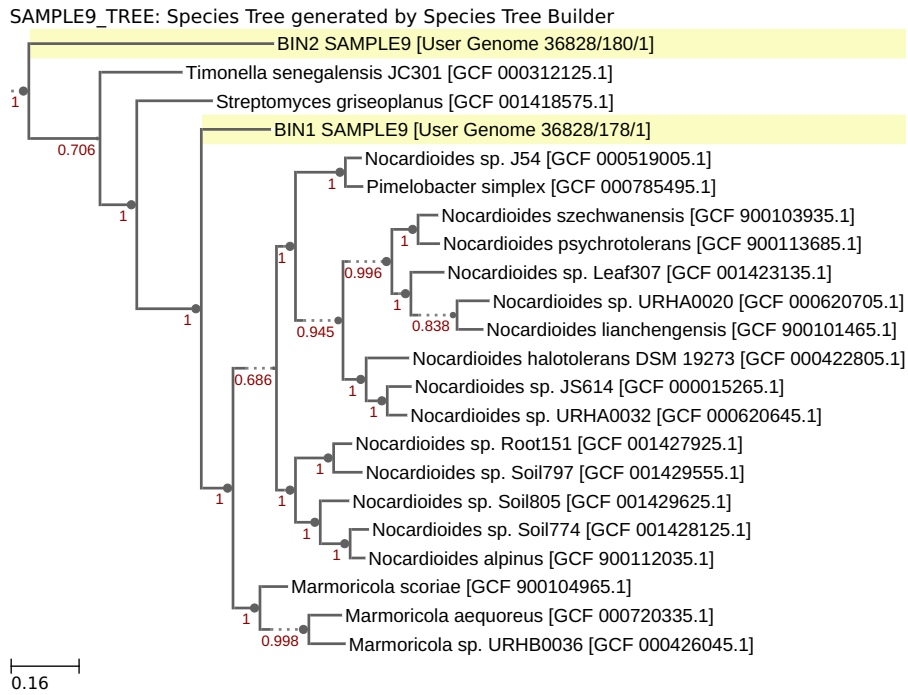 SAMPLE9_TREE: Species Tree generated by Species Tree Builder
BIN2 SAMPLE9 [User Genome 36828/180/1]
1
Timonella senegalensis JC301 [GCF 000312125.1]
Streptomyces griseoplanus [GCF 001418575.1]
BIN1 SAMPLE9 [User Genome 36828/178/1]
0.706
Nocardioides sp. J54 [GCF 000519005.1]
1
Pimelobacter simplex [GCF 000785495.1]
1
Nocardioides szechwanensis [GCF 900103935.1]
1
Nocardioides psychrotolerans [GCF 900113685.1]
1
0.996
Nocardioides sp. Leaf307 [GCF 001423135.1]
1
Nocardioides sp. URHA0020 [GCF 000620705.1]
1
0.945
0.838
Nocardioides lianchengensis [GCF 900101465.1]
Nocardioides halotolerans DSM 19273 [GCF 000422805.1]
0.686
1
Nocardioides sp. JS614 [GCF 000015265.1]
1
Nocardioides sp. URHA0032 [GCF 000620645.1]
Nocardioides sp. Root151 [GCF 001427925.1]
1
Nocardioides sp. Soil797 [GCF 001429555.1]
1
1
Nocardioides sp. Soil805 [GCF 001429625.1]
1
Nocardioides sp. Soil774 [GCF 001428125.1]
1
Nocardioides alpinus [GCF 900112035.1]
Marmoricola scoriae [GCF 900104965.1]
1
Marmoricola aequoreus [GCF 000720335.1]
0.998
Marmoricola sp. URHB0036 [GCF 000426045.1]
0.16